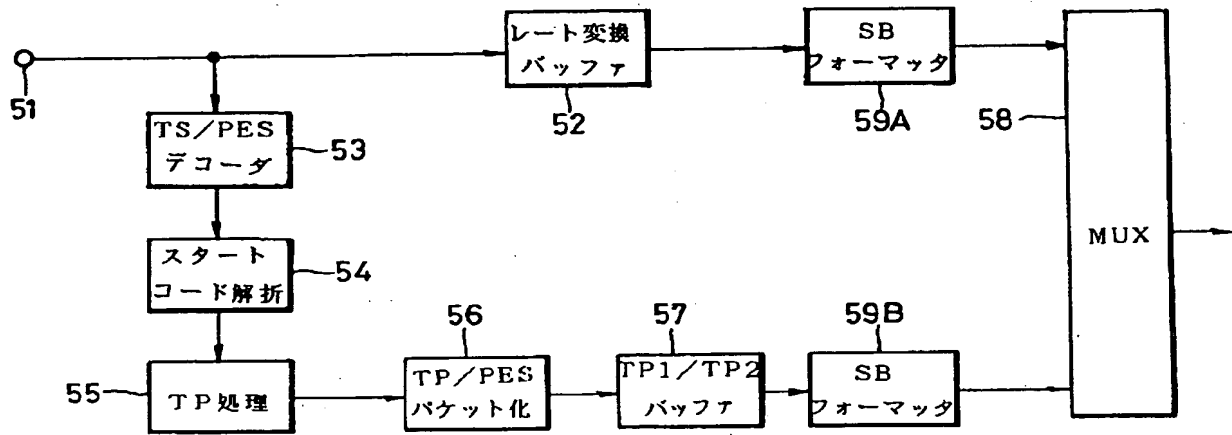 レート変換
バッファ
SB
フォーマッタ
51
52
59A
58
TS/PES
デコーダ
53
MUX
スタート
コード解折
54
56
57
59B
55
TP処理
TP/PES
パケット化
TP1/TP2
バッファ
SB
フォーマッタ